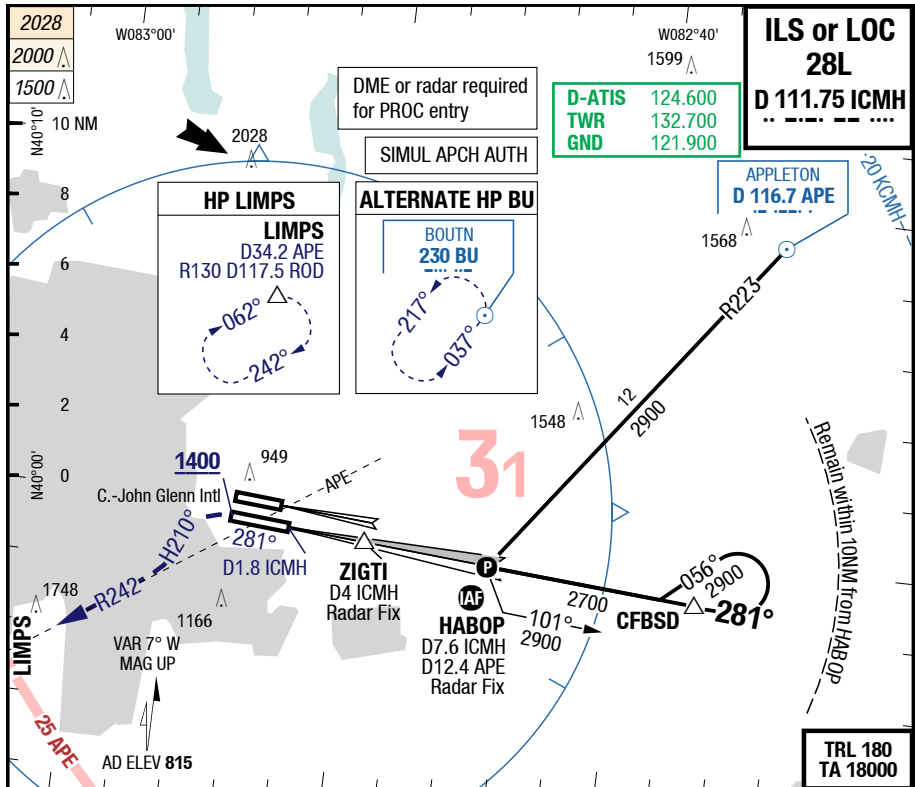 2028
2000
1500
W083°00'
W082°40'
1599
ILS or LOC
28L
D 111.75 ICMH
DME or radar required
for PROC entry
D-ATIS 124.600
TWR 132.700
GND 121.900
N40°10'
10 NM
2028
SIMUL APCH AUTH
20 KCMH
8
HP LIMPS
LIMPS
D34.2 APE
R130 D117.5 ROD
062°
242°
ALTERNATE HP BU
BOUTN
230 BU
217°
037°
APPLETON
D 116.7 APE
1568
6
R223
4
12
2900
2
1548
31
Remain within 10NM from HABOP
N40°00'
0
1400
949
APE
C.-John Glenn Intl
281°
D1.8 ICMH
H210°
R242
ZIGTI
D4 ICMH
Radar Fix
P
IAF
HABOP
D7.6 ICMH
D12.4 APE
Radar Fix
101°
2900
2700
CFBSD
056°
2900
281°
1748
1166
LIMPS
VAR 7° W
MAG UP
25 APE
AD ELEV 815
TRL 180
TA 18000